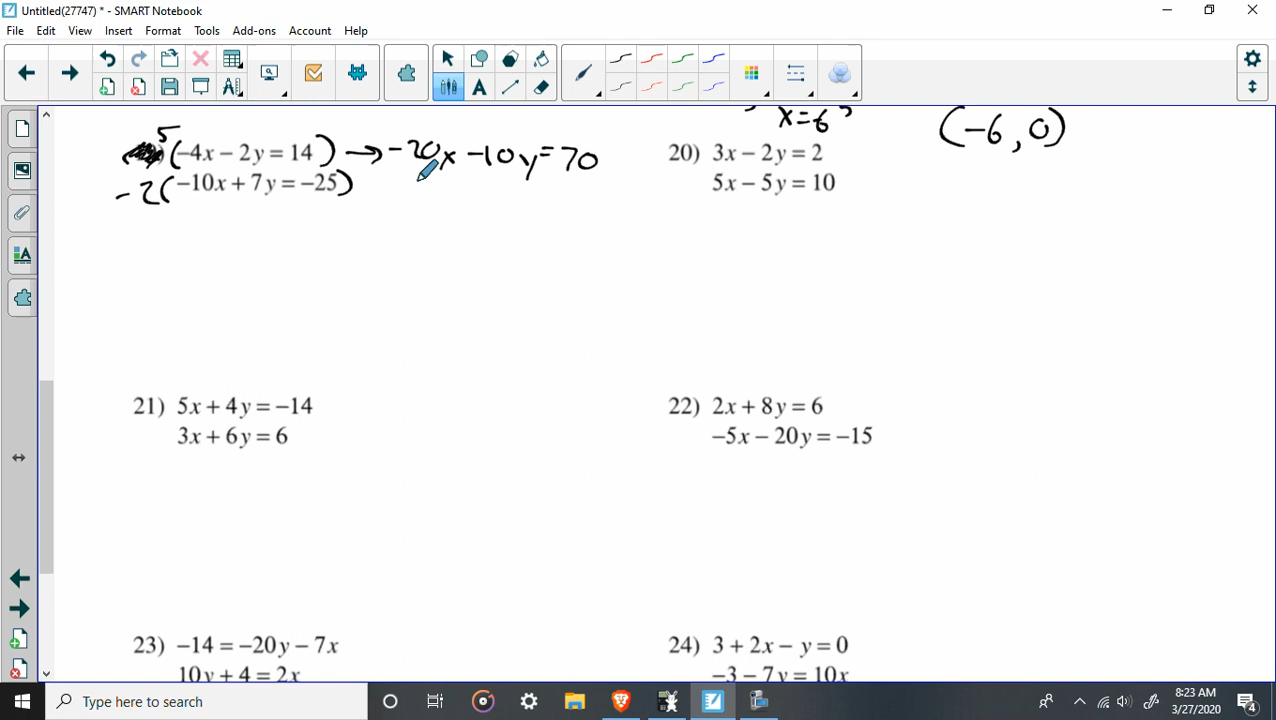 Untitled(27747) * - SMART Notebook
File Edit View Insert Format Tools Add-ons Account Help
x=6
(-6, 0)
5(-4x - 2y = 14) → -20x -10y = 70
-2(-10x + 7y = -25)
20) 3x - 2y = 2
5x - 5y = 10
21) 5x + 4y = -14
3x + 6y = 6
22) 2x + 8y = 6
-5x - 20y = -15
23) -14 = -20y - 7x
10y + 4 = 2x
24) 3 + 2x - y = 0
-3 - 7y = 10x
Type here to search
8:23 AM
3/27/2020
4